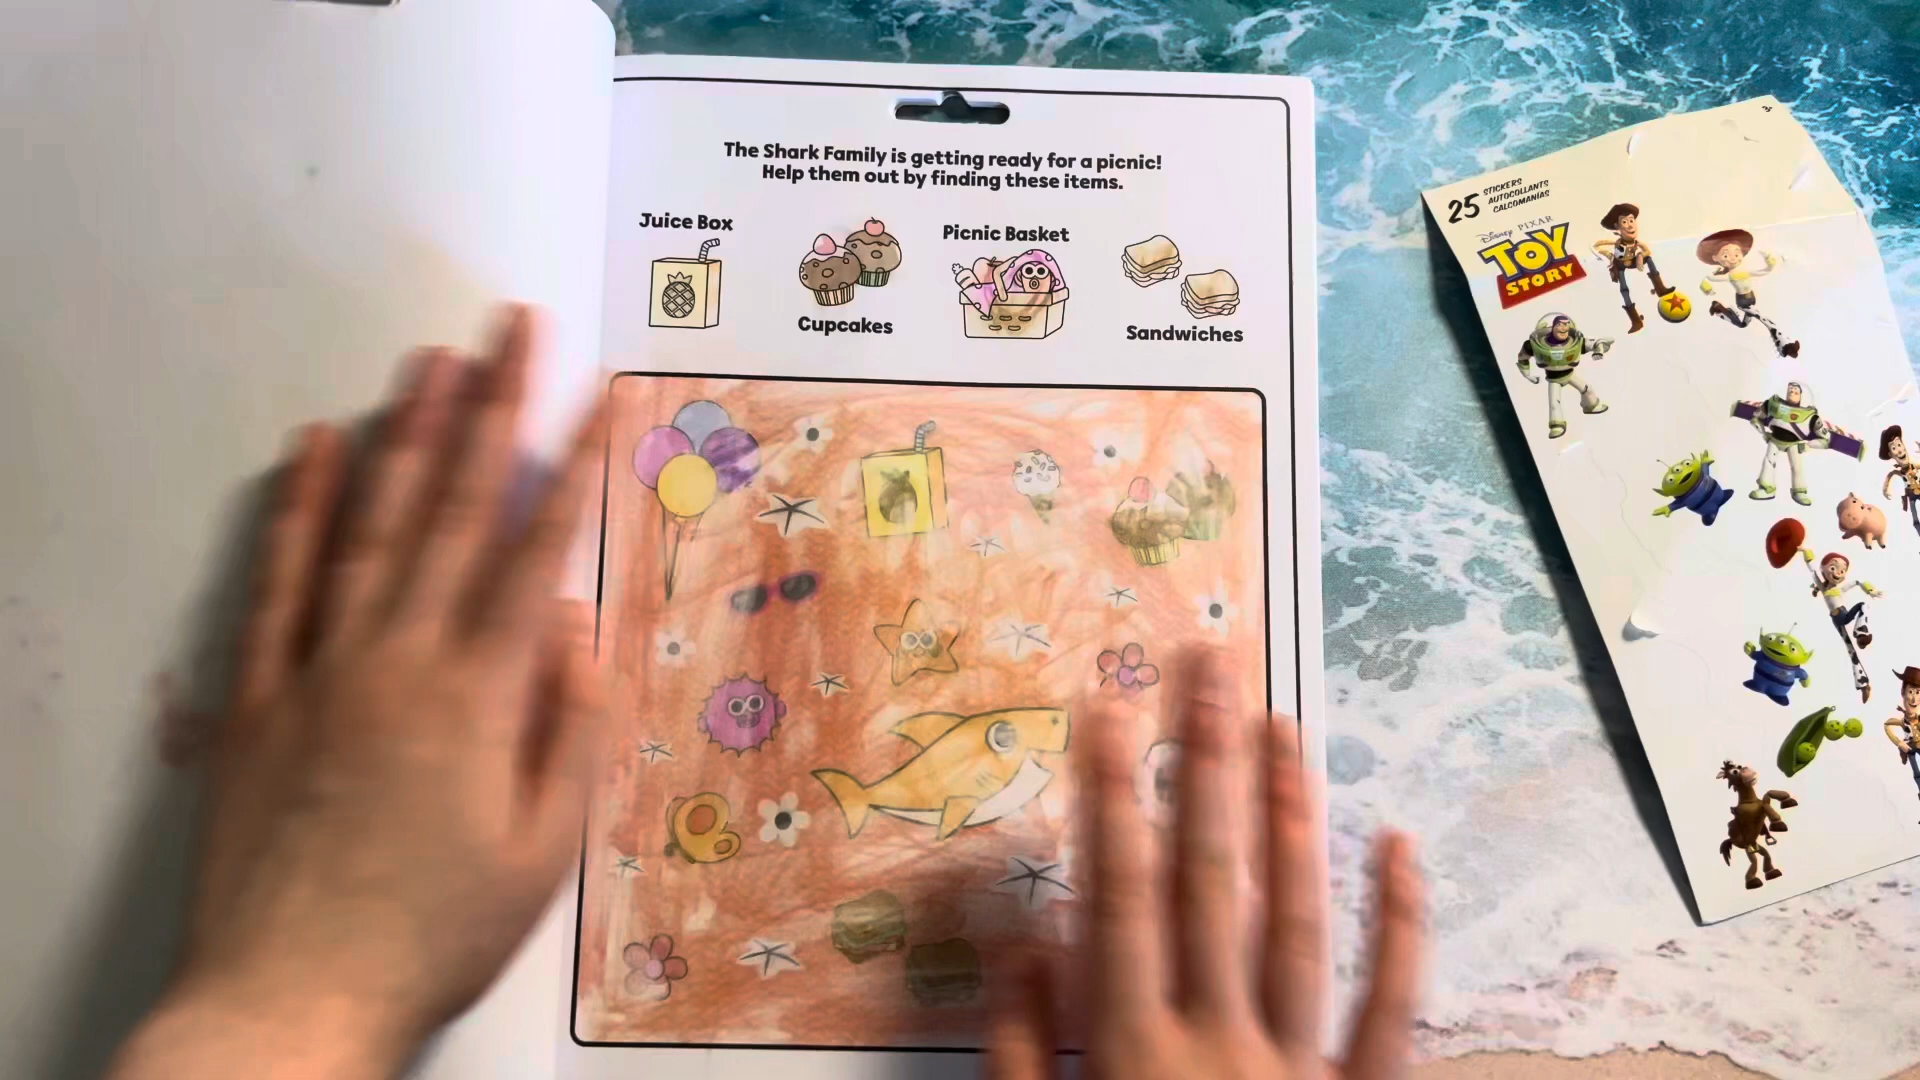 The Shark Family is getting ready for a picnic!
Help them out by finding these items.
Juice Box
Cupcakes
Picnic Basket
Sandwiches
25 STICKERS
AUTOCOLLANTS
CALCOMANÍAS
DISNEY PIXAR
TOY
STORY